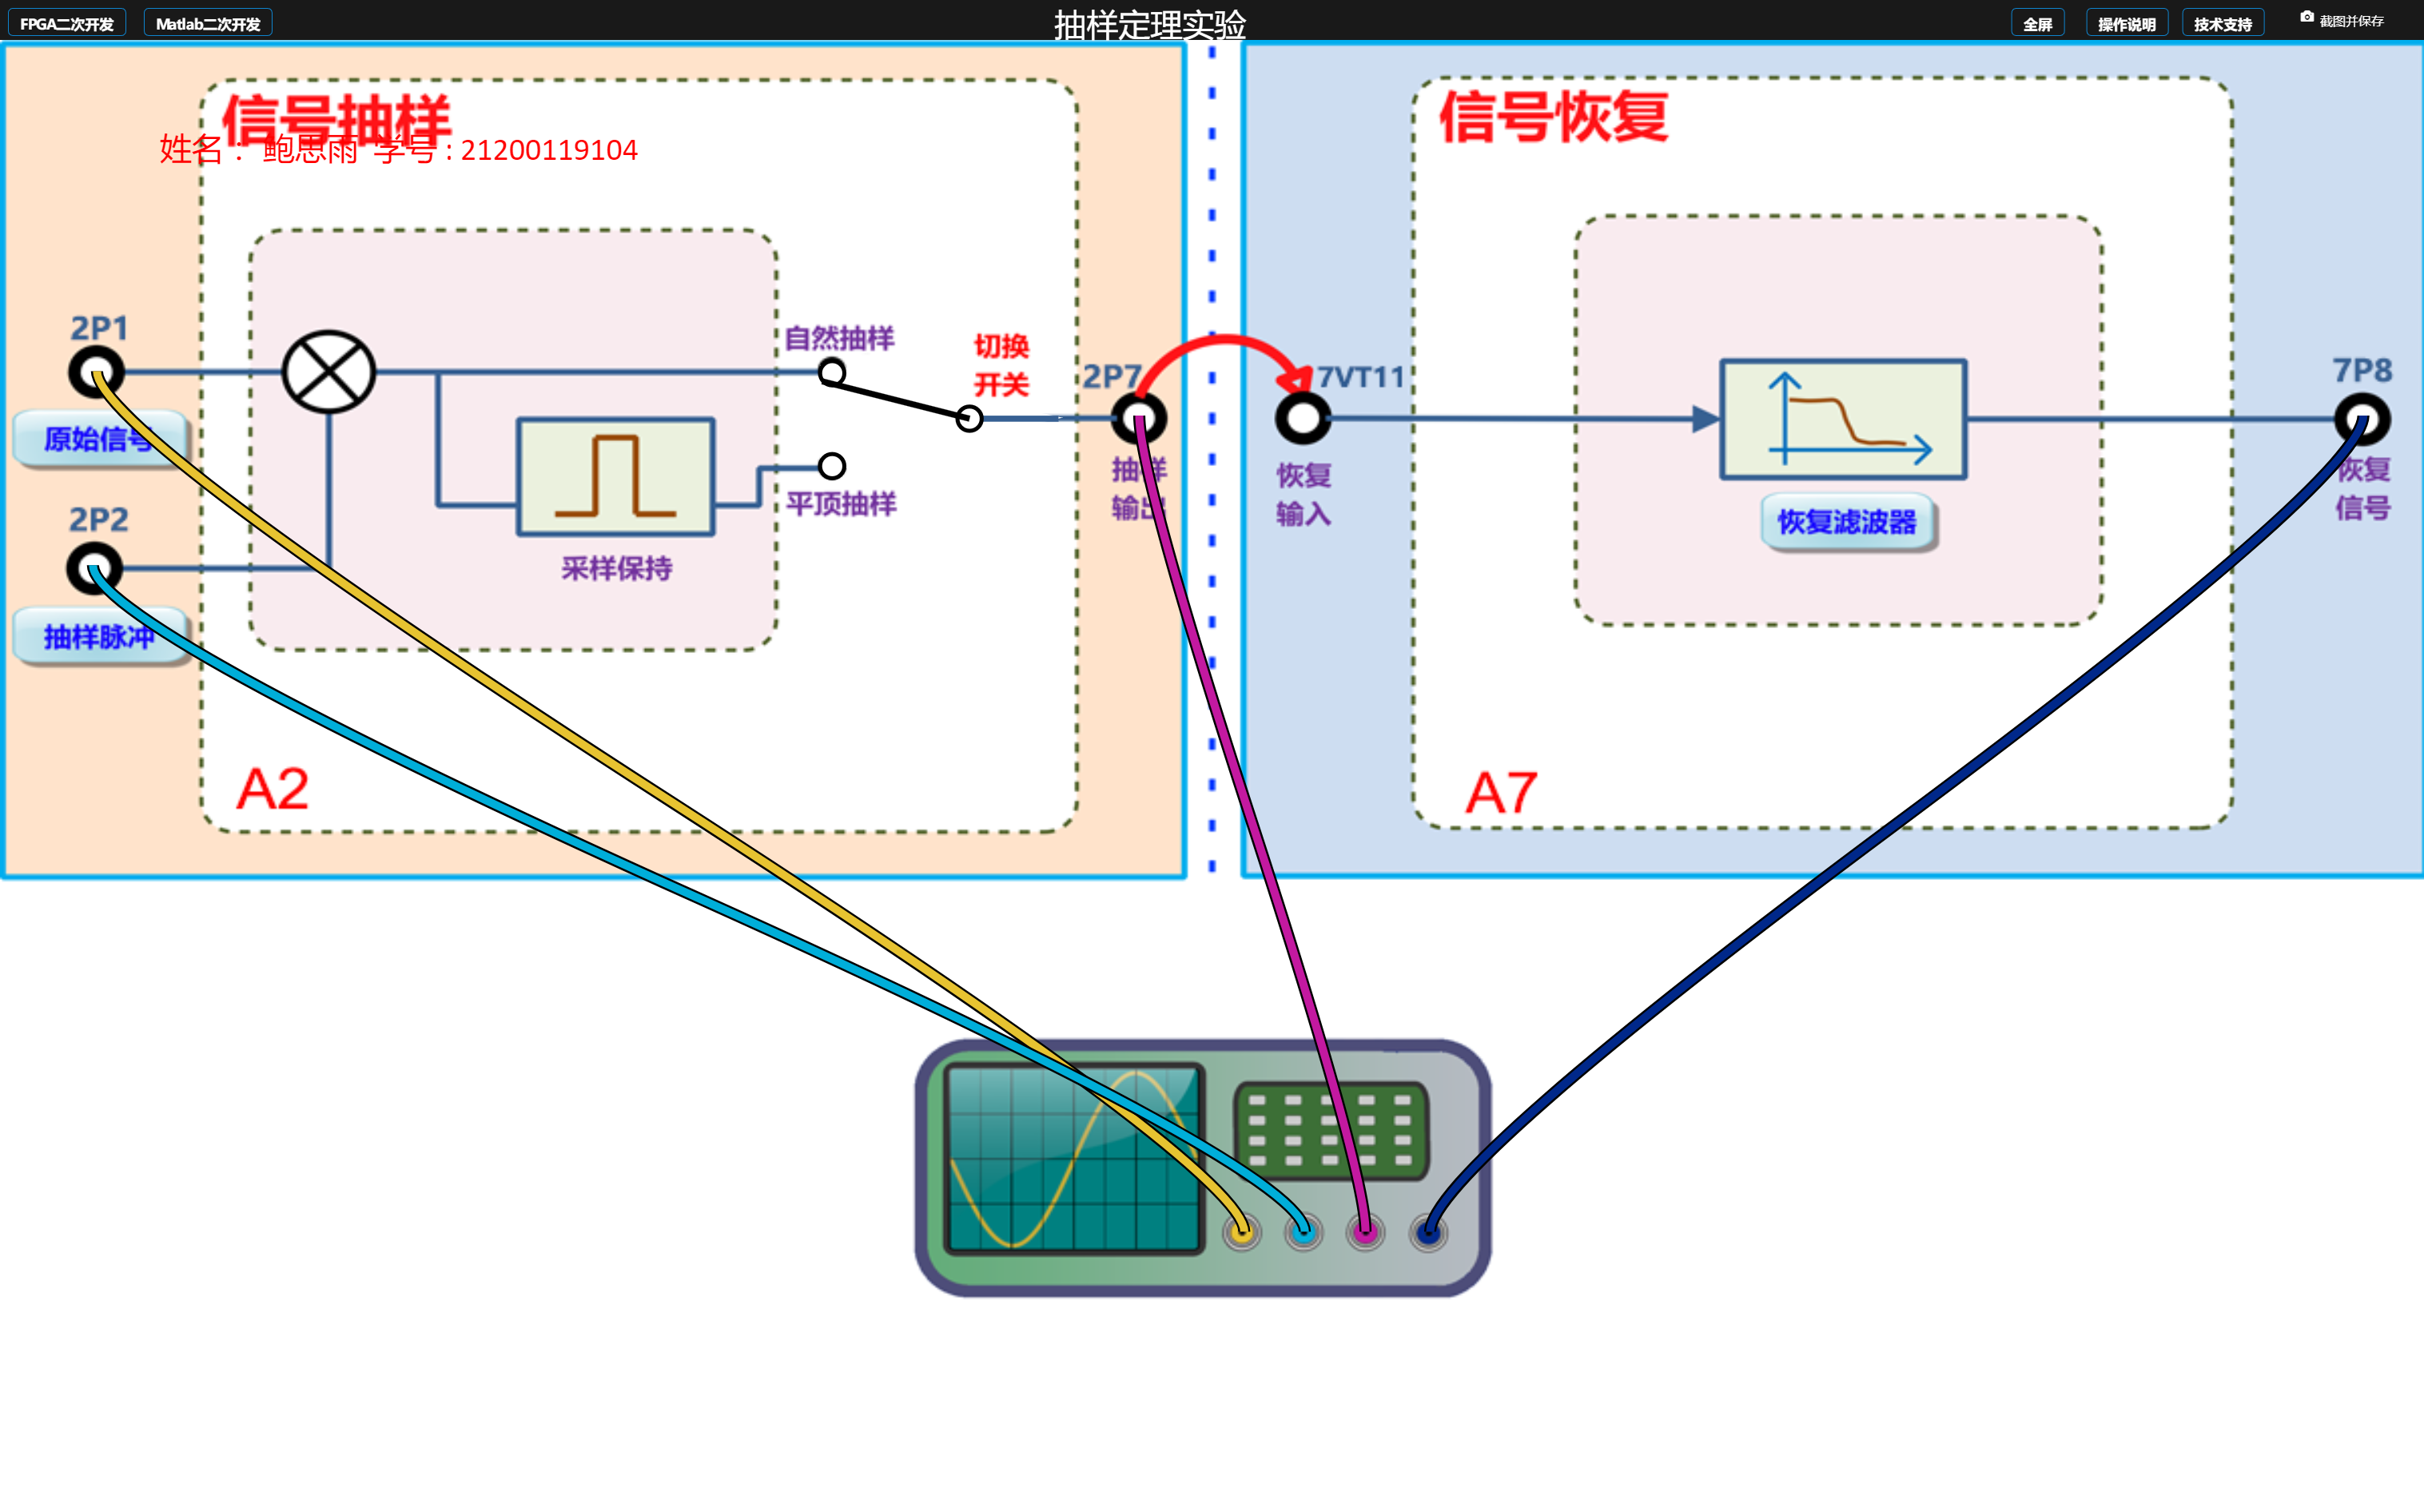 FPGA二次开发 Matlab二次开发 抽样定理实验 全屏 操作说明 技术支持 截图并保存
信号抽样
姓名： 鲍思雨 学号 : 21200119104
信号恢复
2P1
原始信号
2P2
抽样脉冲
自然抽样
切换
开关
平顶抽样
采样保持
2P7
抽样
输出
7VT11
恢复
输入
恢复滤波器
7P8
恢复
信号
A2
A7